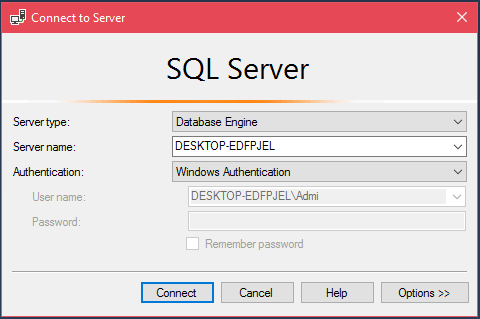 Connect to Server
SQL Server
Server type: Database Engine
Server name: DESKTOP-EDFPJEL
Authentication: Windows Authentication
User name: DESKTOP-EDFPJEL\Admi
Password:
Remember password
Connect Cancel Help Options >>